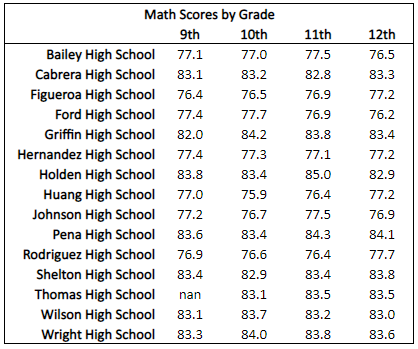 Math Scores by Grade
9th 10th 11th 12th
Bailey High School 77.1 77.0 77.5 76.5
Cabrera High School 83.1 83.2 82.8 83.3
Figueroa High School 76.4 76.5 76.9 77.2
Ford High School 77.4 77.7 76.9 76.2
Griffin High School 82.0 84.2 83.8 83.4
Hernandez High School 77.4 77.3 77.1 77.2
Holden High School 83.8 83.4 85.0 82.9
Huang High School 77.0 75.9 76.4 77.2
Johnson High School 77.2 76.7 77.5 76.9
Pena High School 83.6 83.4 84.3 84.1
Rodriguez High School 76.9 76.6 76.4 77.7
Shelton High School 83.4 82.9 83.4 83.8
Thomas High School nan 83.1 83.5 83.5
Wilson High School 83.1 83.7 83.2 83.0
Wright High School 83.3 84.0 83.8 83.6